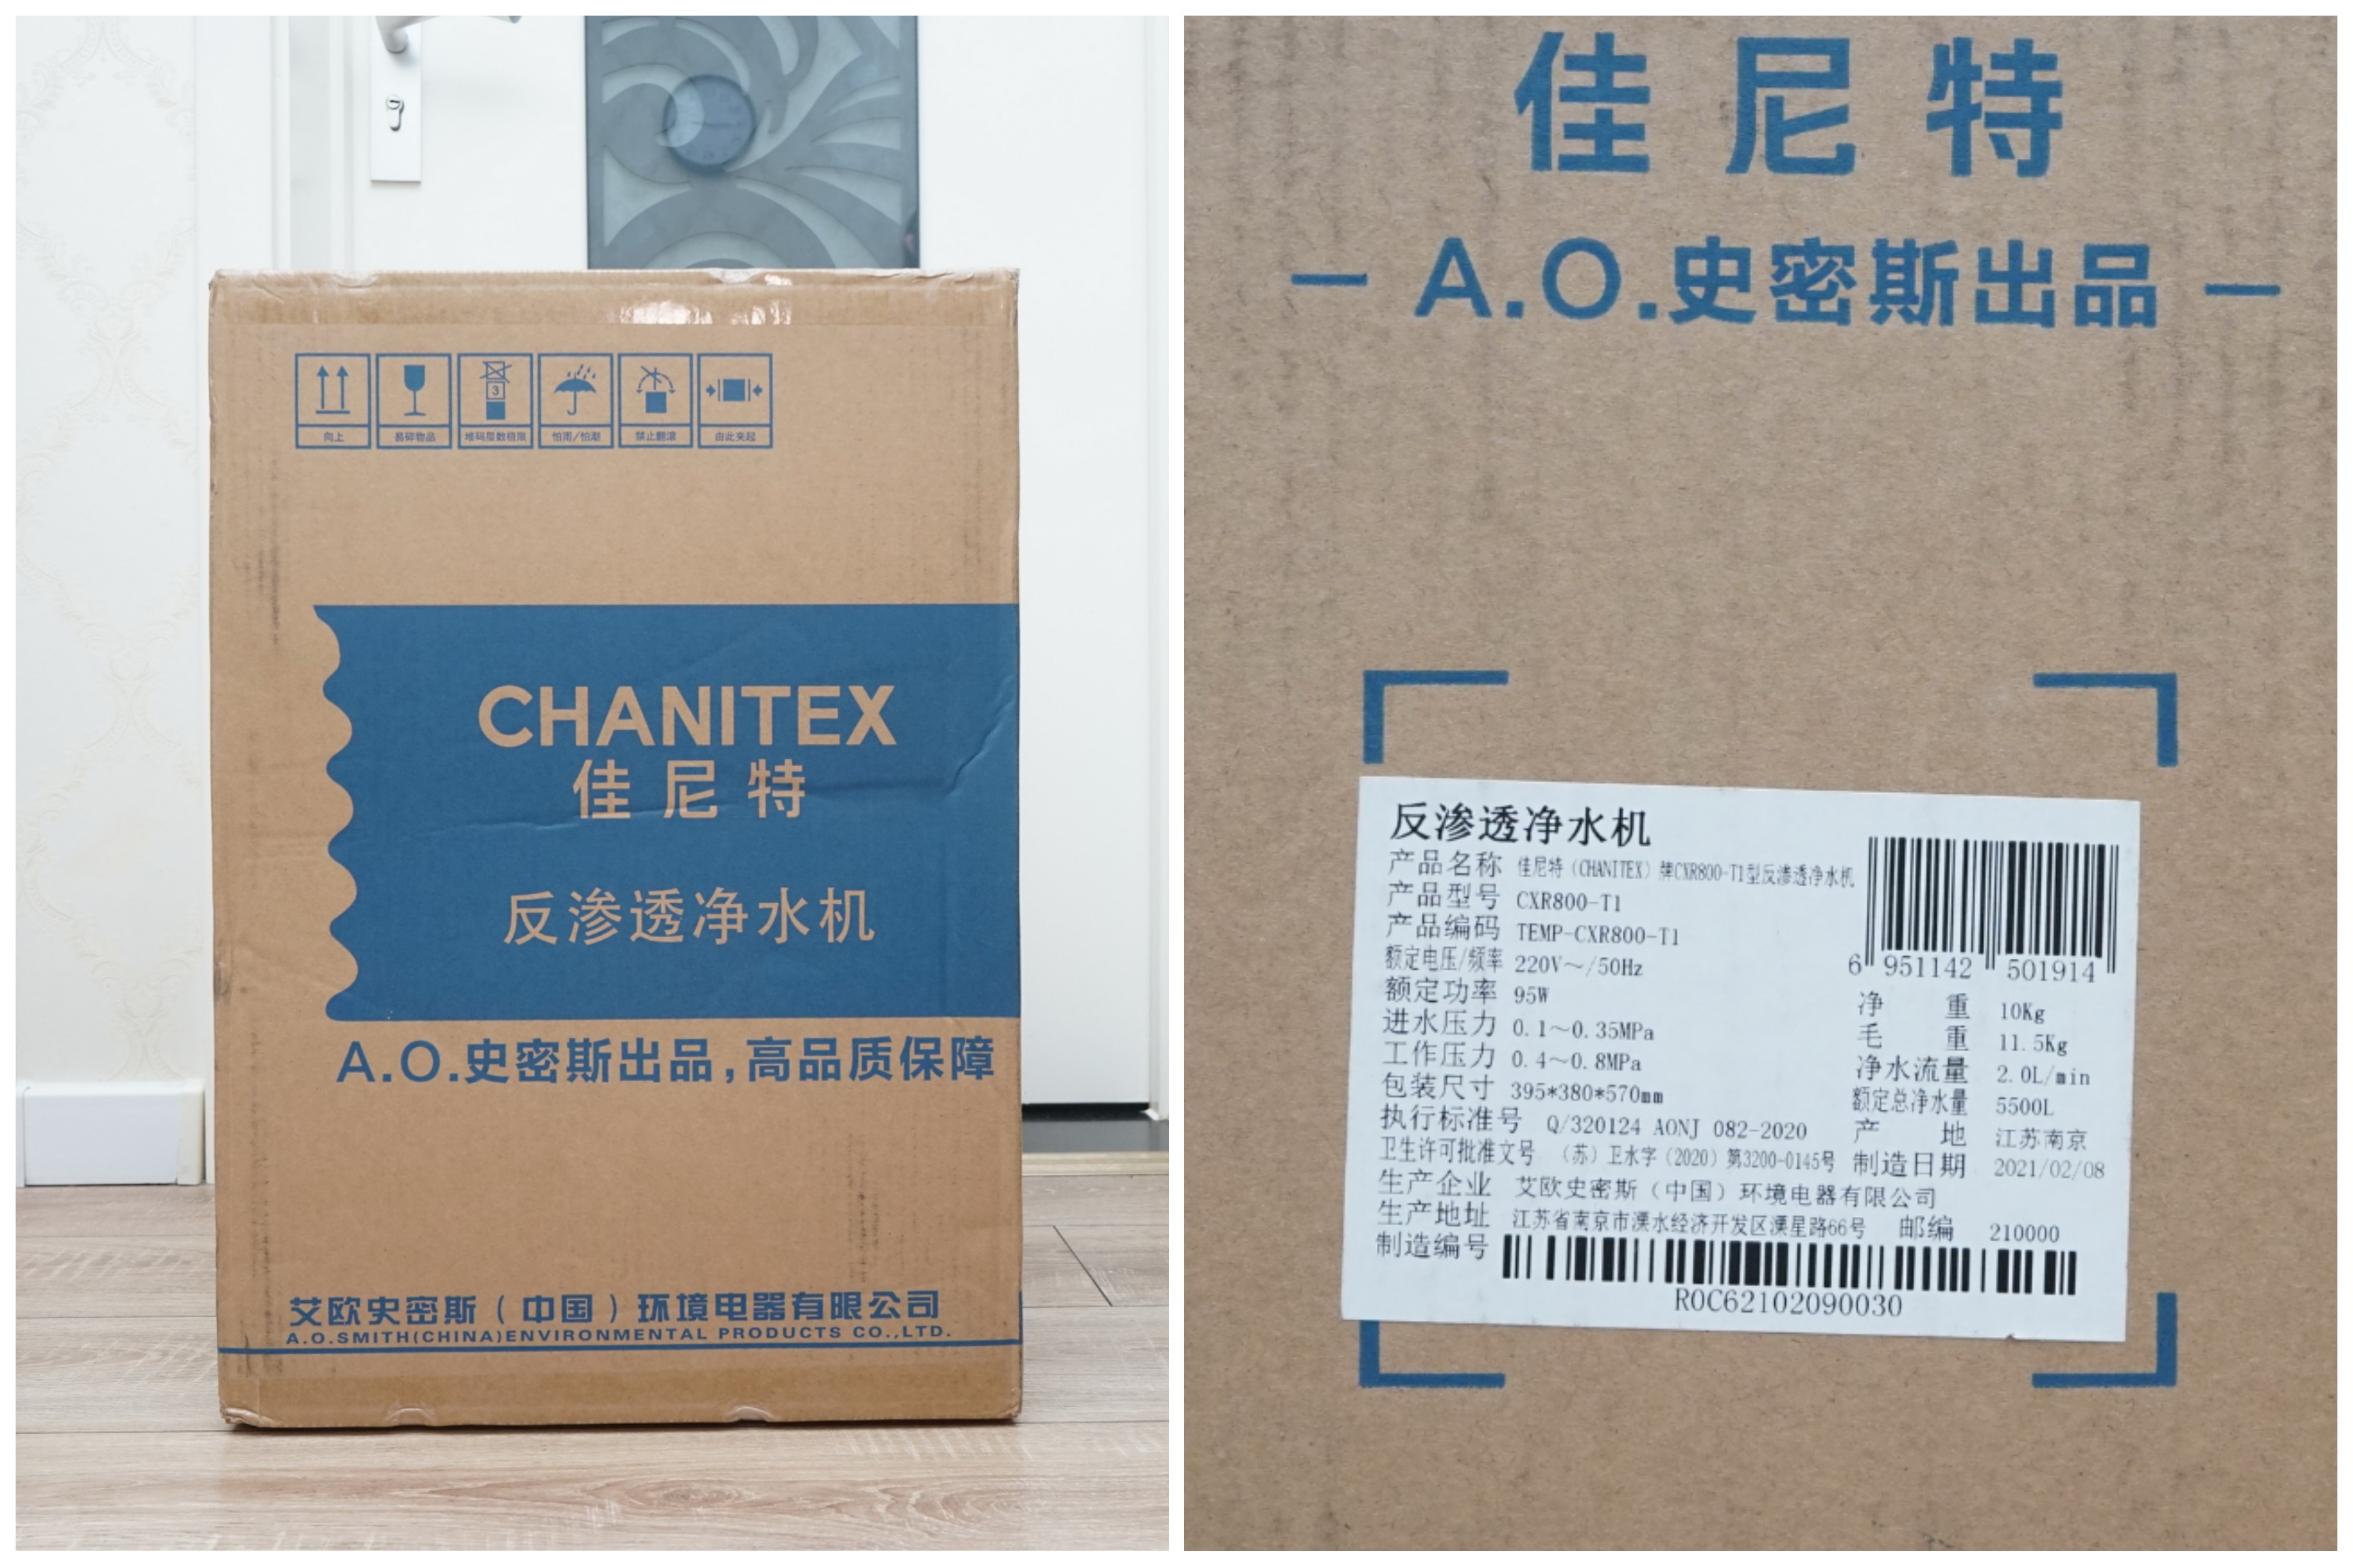 3
向上
易碎物品
堆码层数极限
怕雨/怕潮
禁止翻滚
由此夹起
CHANITEX
佳尼特
反渗透净水机
A.O.史密斯出品,高品质保障
艾欧史密斯（中国）环境电器有限公司
A.O.SMITH(CHINA)ENVIRONMENTAL PRODUCTS CO.,LTD.
佳尼特
— A.O.史密斯出品 —
反渗透净水机
产品名称 佳尼特（CHANITEX）牌CXR800-T1型反渗透净水机
产品型号 CXR800-T1
产品编码 TEMP-CXR800-T1
额定电压/频率 220V～/50Hz
6 951142 501914
额定功率 95W
净重 10Kg
进水压力 0.1～0.35MPa
毛重 11.5Kg
工作压力 0.4～0.8MPa
净水流量 2.0L/min
包装尺寸 395*380*570mm
额定总净水量 5500L
执行标准号 Q/320124 AONJ 082-2020
产地 江苏南京
卫生许可批准文号 （苏）卫水字（2020）第3200-0145号
制造日期 2021/02/08
生产企业 艾欧史密斯（中国）环境电器有限公司
生产地址 江苏省南京市溧水经济开发区溧星路66号 邮编 210000
制造编号
ROC62102090030